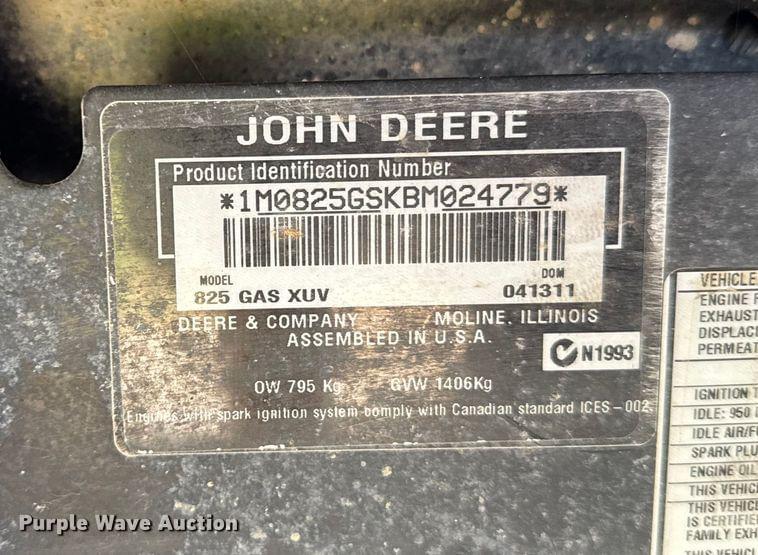 JOHN DEERE
Product Identification Number
*1M0825GSKBM024779*
MODEL DOM
825 GAS XUV 041311
DEERE & COMPANY MOLINE, ILLINOIS
ASSEMBLED IN U.S.A.
N1993
OW 795 Kg GVW 1406Kg
Engines with spark ignition system comply with Canadian standard ICES-002
VEHICLE
ENGINE
EXHAUST
DISPLAC
PERMEAT
IGNITION T
IDLE: 950
IDLE AIR/F
SPARK PLU
ENGINE OIL
THIS VEHIC
THIS VEHIC
IS CERTIFIE
FAMILY EXH
THIS VEHICL
Purple Wave Auction